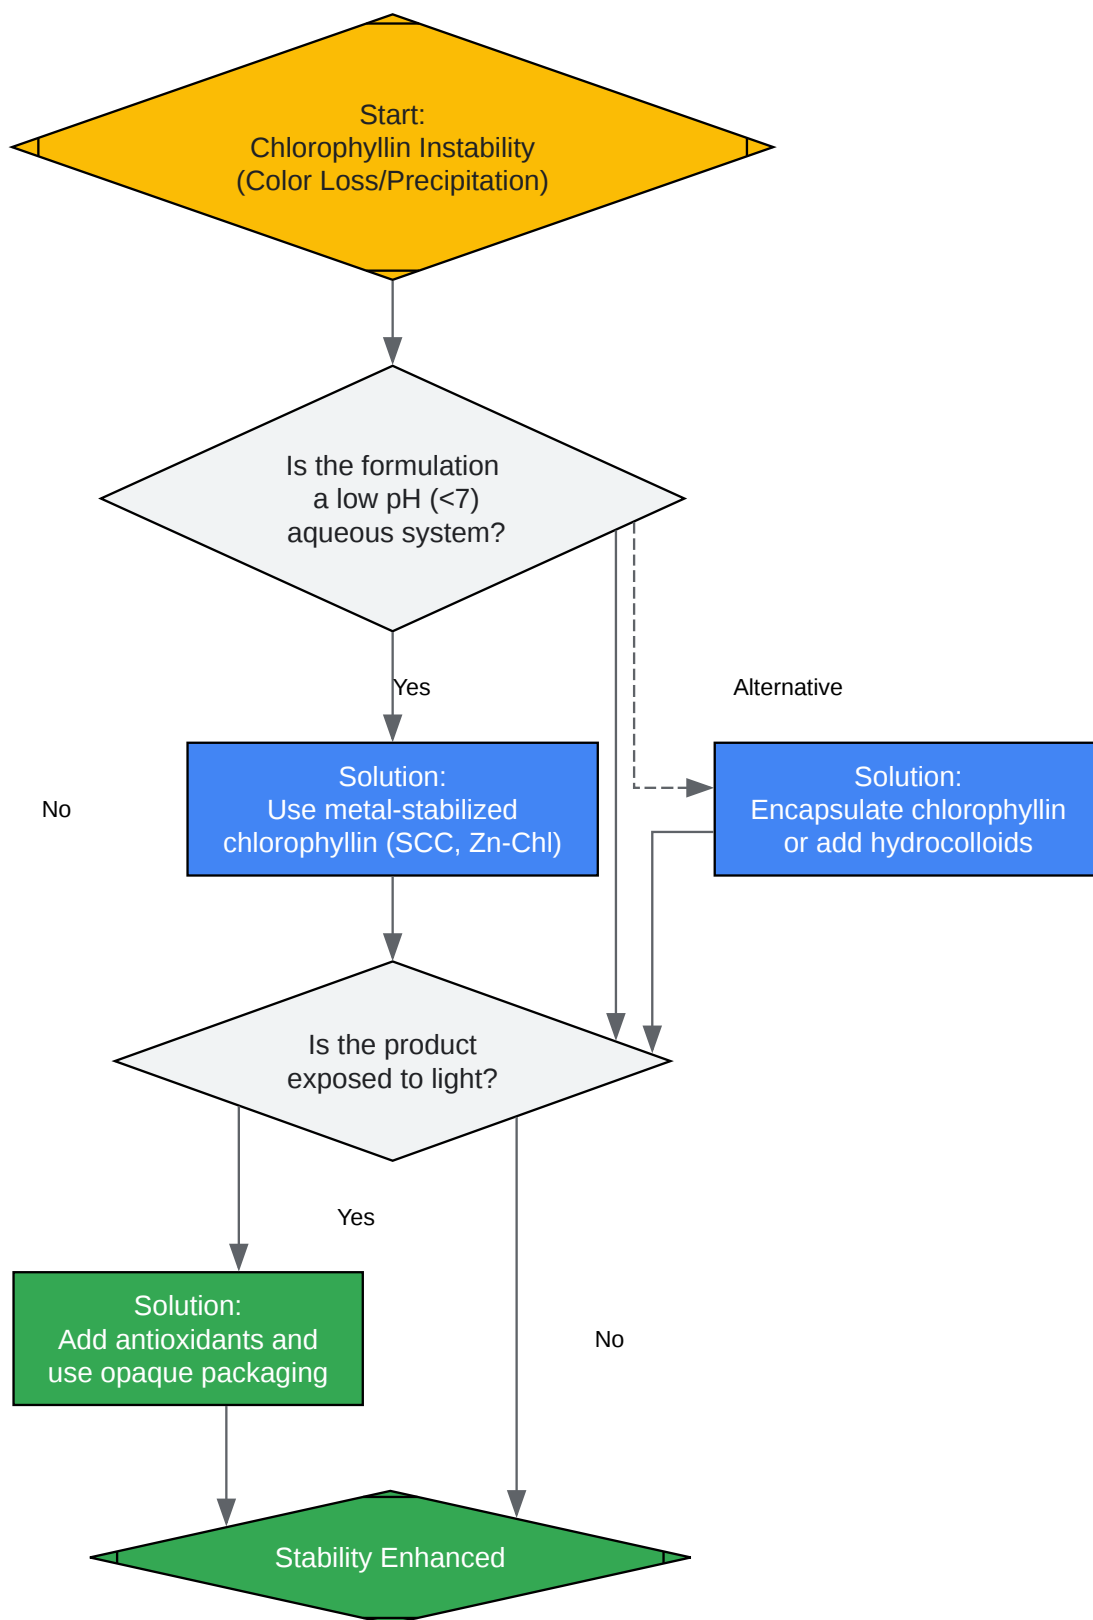 Start:
Chlorophyllin Instability
(Color Loss/Precipitation)
Is the formulation
a low pH (<7)
aqueous system?
Yes
Alternative
Solution:
Use metal-stabilized
chlorophyllin (SCC, Zn-Chl)
Solution:
Encapsulate chlorophyllin
or add hydrocolloids
No
Is the product
exposed to light?
Yes
Solution:
Add antioxidants and
use opaque packaging
No
Stability Enhanced